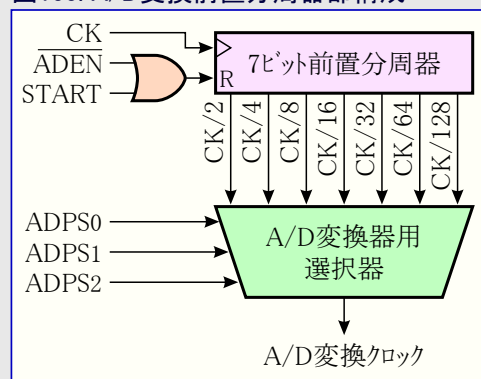 CK
ADEN
START
R
7ビット前置分周器
CK/2
CK/4
CK/8
CK/16
CK/32
CK/64
CK/128
ADPS0
ADPS1
ADPS2
A/D変換器用
選択器
A/D変換クロック